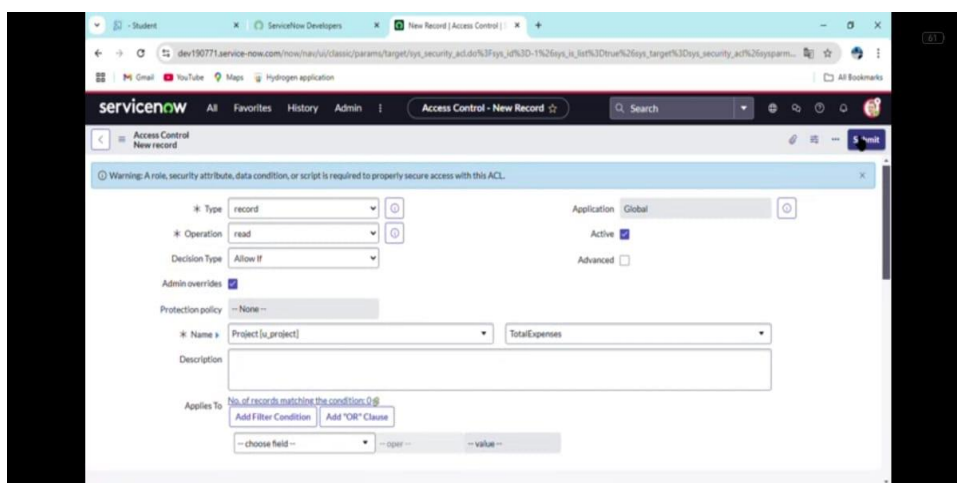 - Student
ServiceNow Developers
New Record | Access Control |
61
dev190771.service-now.com/now/nav/ui/classic/params/target/sys_security_acl.do%3Fsys_id%3D-1%26sys_is_list%3Dtrue%26sys_target%3Dsys_security_acl%26sysparm...
Gmail YouTube Maps Hydrogen application All Bookmarks
servicenow All Favorites History Admin Access Control - New Record Search
Access Control
New record
Submit
Warning: A role, security attribute, data condition, or script is required to properly secure access with this ACL.
Type record Application Global
Operation read Active
Decision Type Allow If Advanced
Admin overrides
Protection policy -- None --
Name Project [u_project] TotalExpenses
Description
Applies To No. of records matching the condition: 0
Add Filter Condition Add "OR" Clause
-- choose field -- -- oper -- -- value --